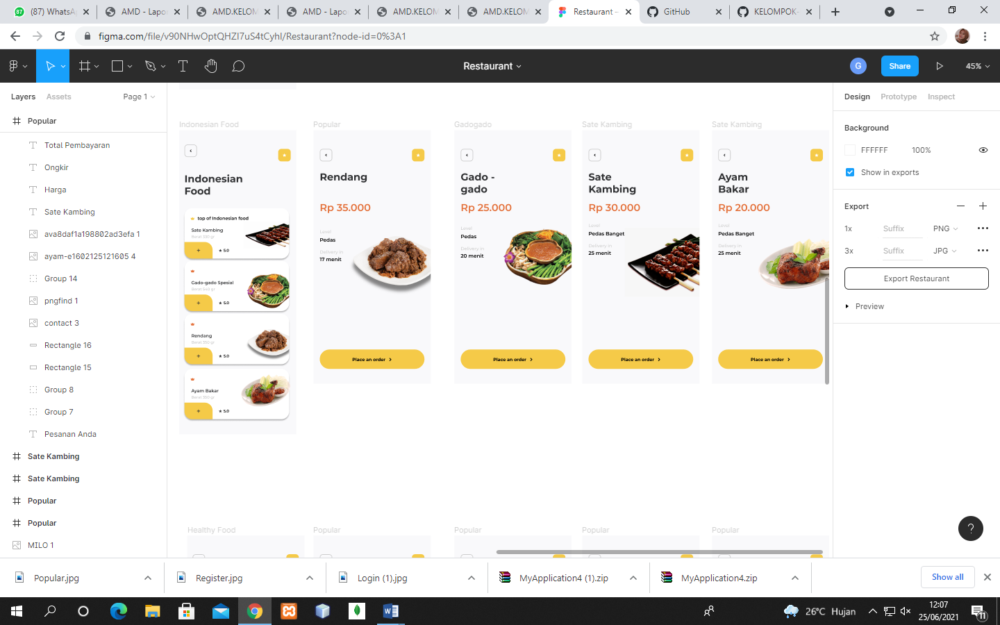 (87) WhatsA
AMD - Lapor
AMD.KELOM
AMD - Lapor
AMD.KELOM
AMD.KELOM
Restaurant –
GitHub
KELOMPOK-
figma.com/file/v90NHwOptQHZI7uS4tCyhl/Restaurant?node-id=0%3A1
Restaurant
G
Share
45%
Layers
Assets
Page 1
Popular
Total Pembayaran
Ongkir
Harga
Sate Kambing
ava8daf1a198802ad3efa 1
ayam-e1602125121605 4
Group 14
pngfind 1
contact 3
Rectangle 16
Rectangle 15
Group 8
Group 7
Pesanan Anda
Sate Kambing
Sate Kambing
Popular
Popular
MILO 1
Indonesian Food
Indonesian
Food
top of Indonesian food
Sate Kambing
+
★ 5.0
Gado-gado Spesial
+
★ 5.0
Rendang
+
★ 5.0
Ayam Bakar
+
★ 5.0
Popular
Rendang
Rp 35.000
Level
Pedas
Delivery in
17 menit
Place an order >
Gadogado
Gado -
gado
Rp 25.000
Level
Pedas
Delivery in
20 menit
Place an order >
Sate Kambing
Sate
Kambing
Rp 30.000
Level
Pedas Banget
Delivery in
25 menit
Place an order >
Sate Kambing
Ayam
Bakar
Rp 20.000
Level
Pedas Banget
Delivery in
25 menit
Place an order >
Healthy Food
Popular
Popular
Popular
Popular
Design
Prototype
Inspect
Background
FFFFFF
100%
Show in exports
Export
1x
Suffix
PNG
3x
Suffix
JPG
Export Restaurant
Preview
?
Popular.jpg
Register.jpg
Login (1).jpg
MyApplication4 (1).zip
MyApplication4.zip
Show all
26°C Hujan
12:07
25/06/2021
11